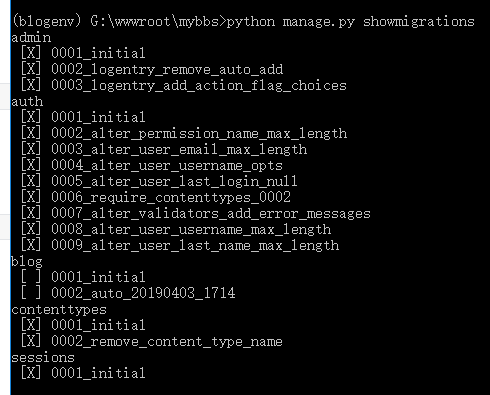 (blogenv) G:\wwwroot\mybbs>python manage.py showmigrations
admin
 [X] 0001_initial
 [X] 0002_logentry_remove_auto_add
 [X] 0003_logentry_add_action_flag_choices
auth
 [X] 0001_initial
 [X] 0002_alter_permission_name_max_length
 [X] 0003_alter_user_email_max_length
 [X] 0004_alter_user_username_opts
 [X] 0005_alter_user_last_login_null
 [X] 0006_require_contenttypes_0002
 [X] 0007_alter_validators_add_error_messages
 [X] 0008_alter_user_username_max_length
 [X] 0009_alter_user_last_name_max_length
blog
 [ ] 0001_initial
 [ ] 0002_auto_20190403_1714
contenttypes
 [X] 0001_initial
 [X] 0002_remove_content_type_name
sessions
 [X] 0001_initial